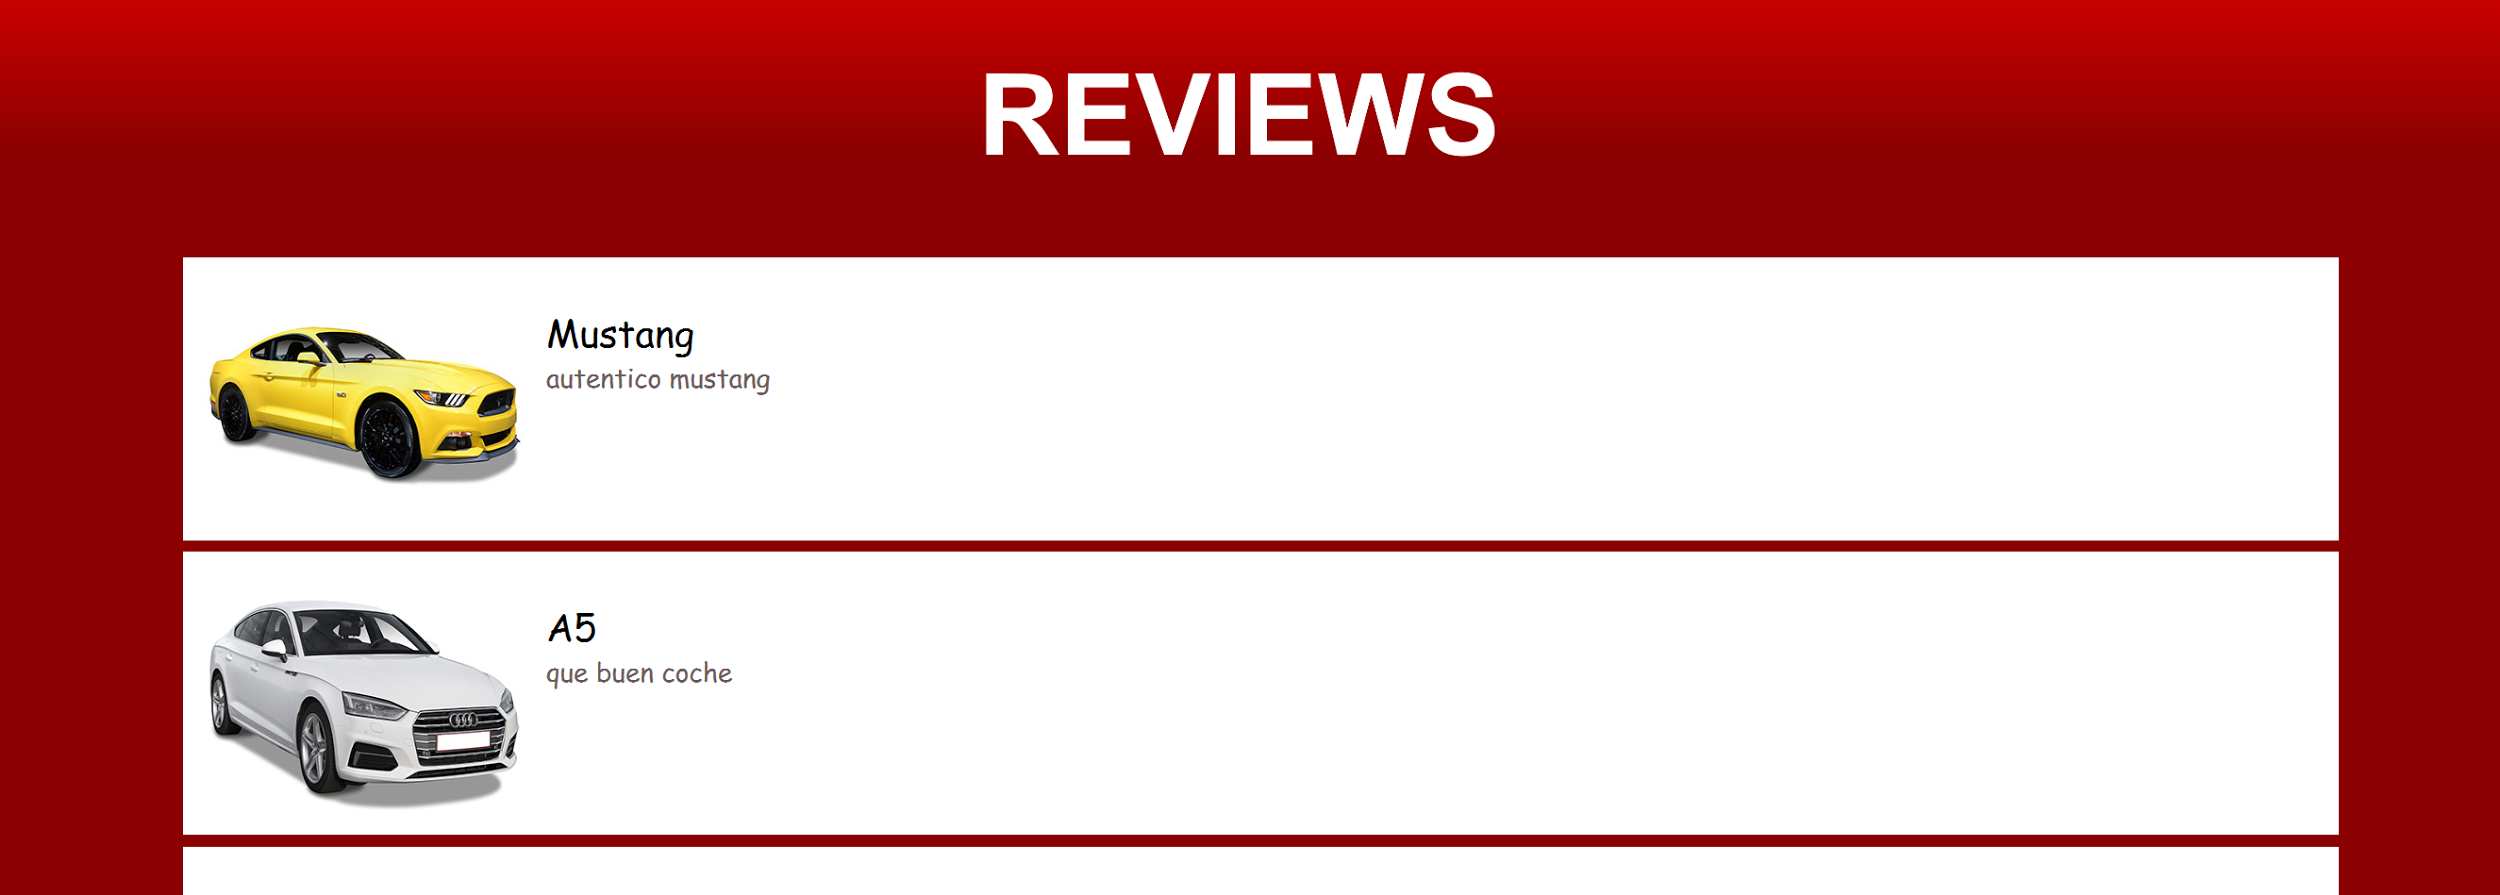 REVIEWS
Mustang
autentico mustang
A5
que buen coche